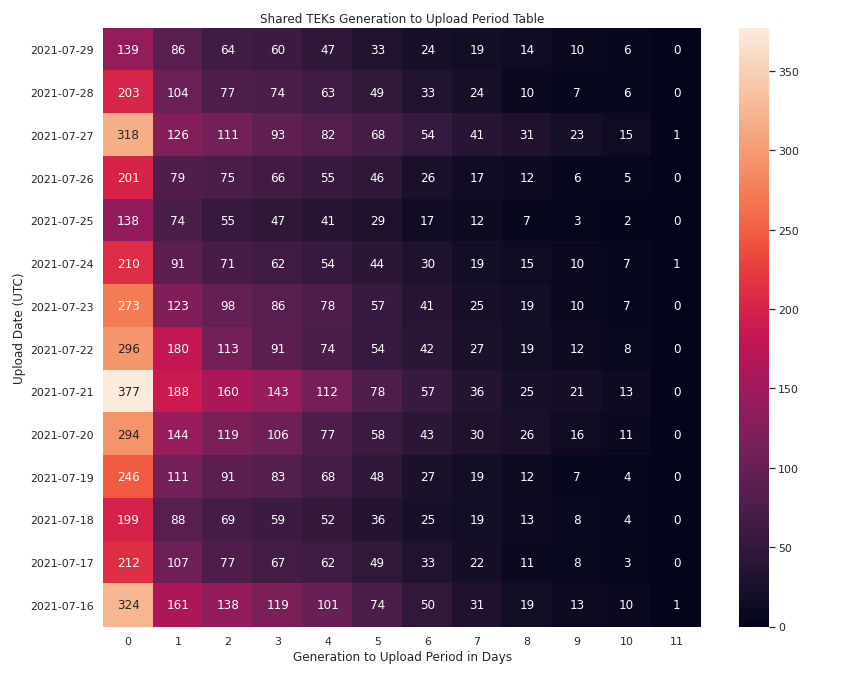 Shared TEKs Generation to Upload Period Table
Upload Date (UTC)
2021-07-29 139 86 64 60 47 33 24 19 14 10 6 0
2021-07-28 203 104 77 74 63 49 33 24 10 7 6 0
2021-07-27 318 126 111 93 82 68 54 41 31 23 15 1
2021-07-26 201 79 75 66 55 46 26 17 12 6 5 0
2021-07-25 138 74 55 47 41 29 17 12 7 3 2 0
2021-07-24 210 91 71 62 54 44 30 19 15 10 7 1
2021-07-23 273 123 98 86 78 57 41 25 19 10 7 0
2021-07-22 296 180 113 91 74 54 42 27 19 12 8 0
2021-07-21 377 188 160 143 112 78 57 36 25 21 13 0
2021-07-20 294 144 119 106 77 58 43 30 26 16 11 0
2021-07-19 246 111 91 83 68 48 27 19 12 7 4 0
2021-07-18 199 88 69 59 52 36 25 19 13 8 4 0
2021-07-17 212 107 77 67 62 49 33 22 11 8 3 0
2021-07-16 324 161 138 119 101 74 50 31 19 13 10 1
0 1 2 3 4 5 6 7 8 9 10 11
Generation to Upload Period in Days
350
300
250
200
150
100
50
0